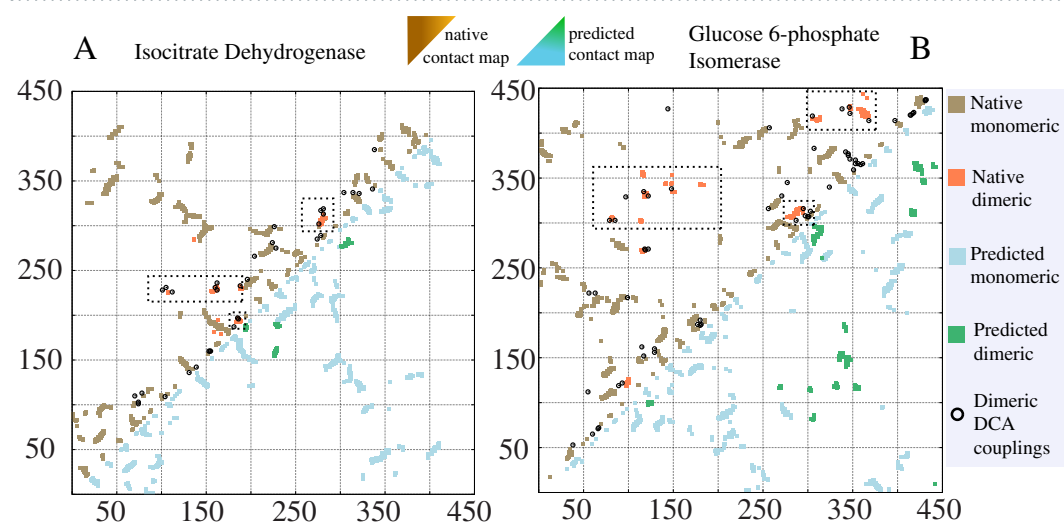 A
Isocitrate Dehydrogenase
native
contact map
predicted
contact map
Glucose 6-phosphate
Isomerase
B
450
350
250
150
50
50
150
250
350
450
450
350
250
150
50
50
150
250
350
450
Native
monomeric
Native
dimeric
Predicted
monomeric
Predicted
dimeric
Dimeric
DCA
couplings